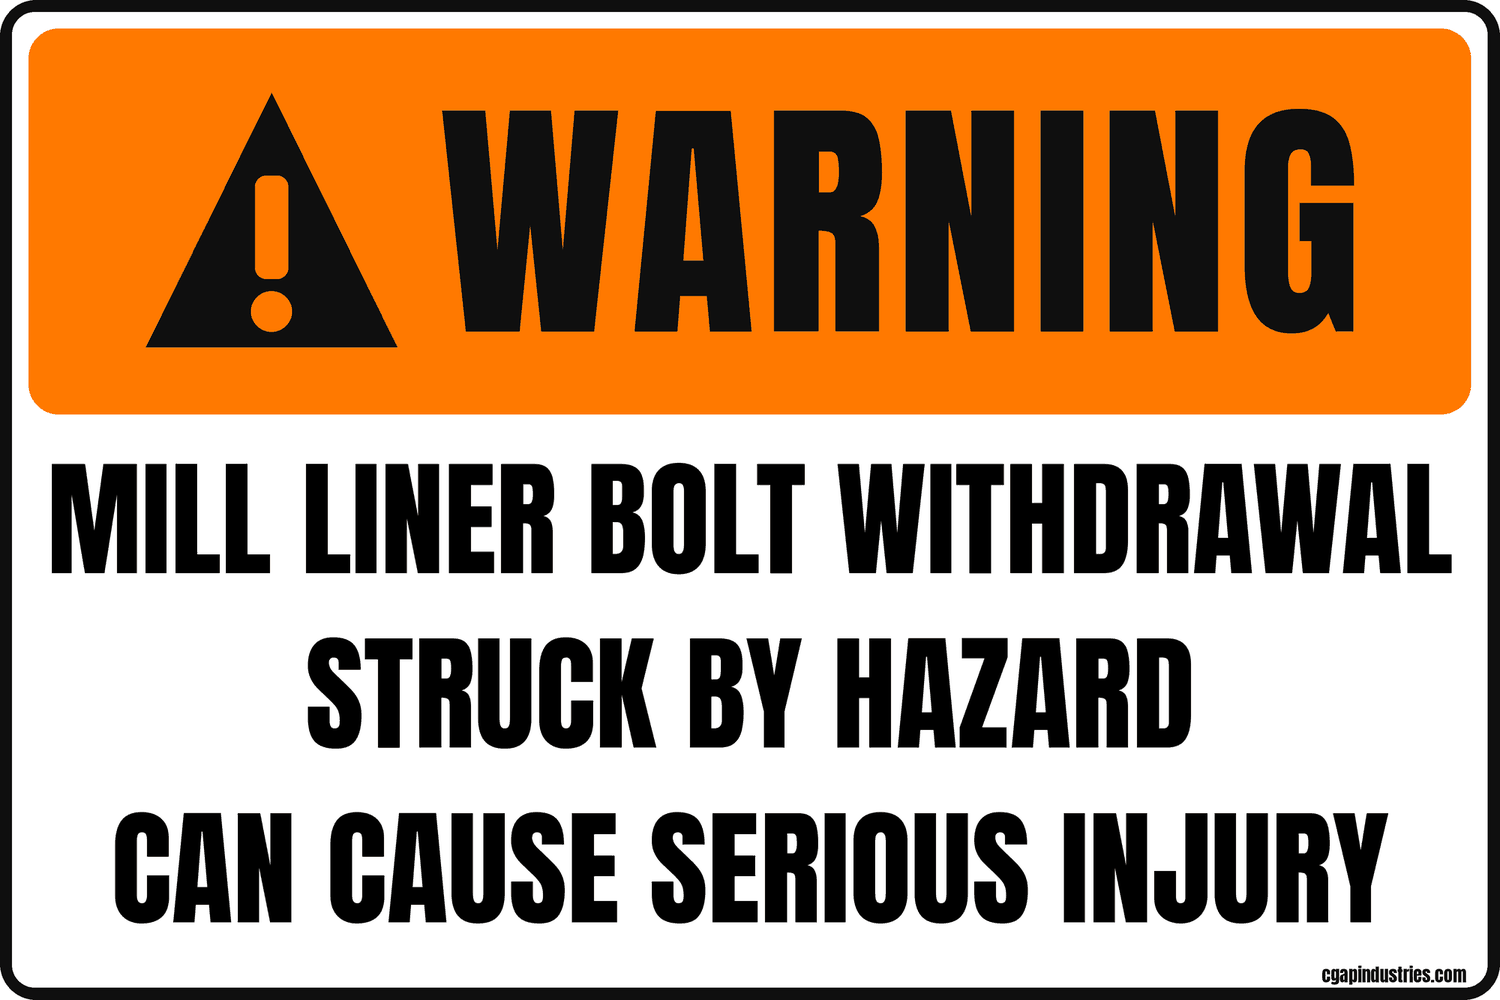 WARNING
MILL LINER BOLT WITHDRAWAL
STRUCK BY HAZARD
CAN CAUSE SERIOUS INJURY
cgapindustries.com